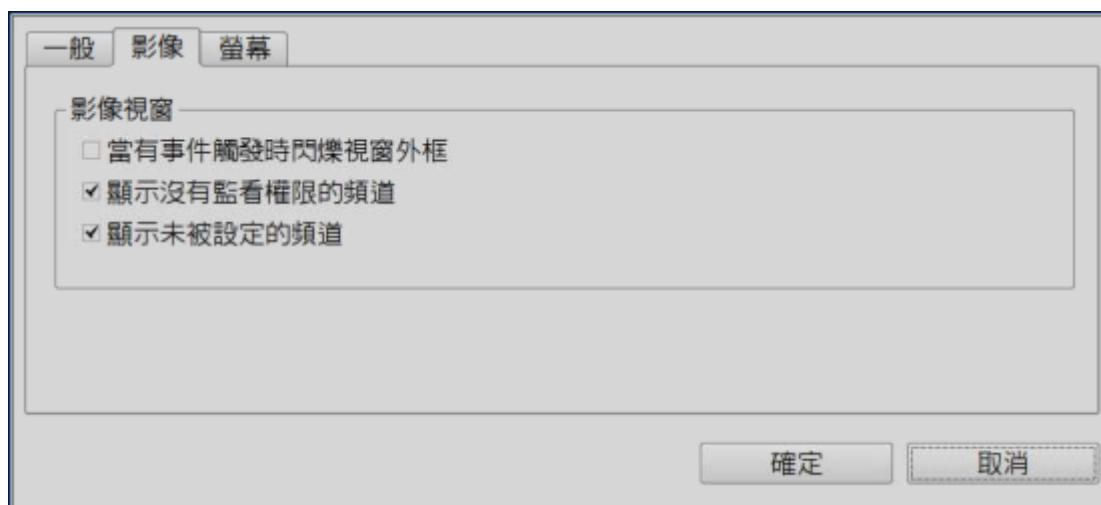 一般 影像 螢幕
影像視窗
當有事件觸發時閃爍視窗外框
顯示沒有監看權限的頻道
顯示未被設定的頻道
確定 取消